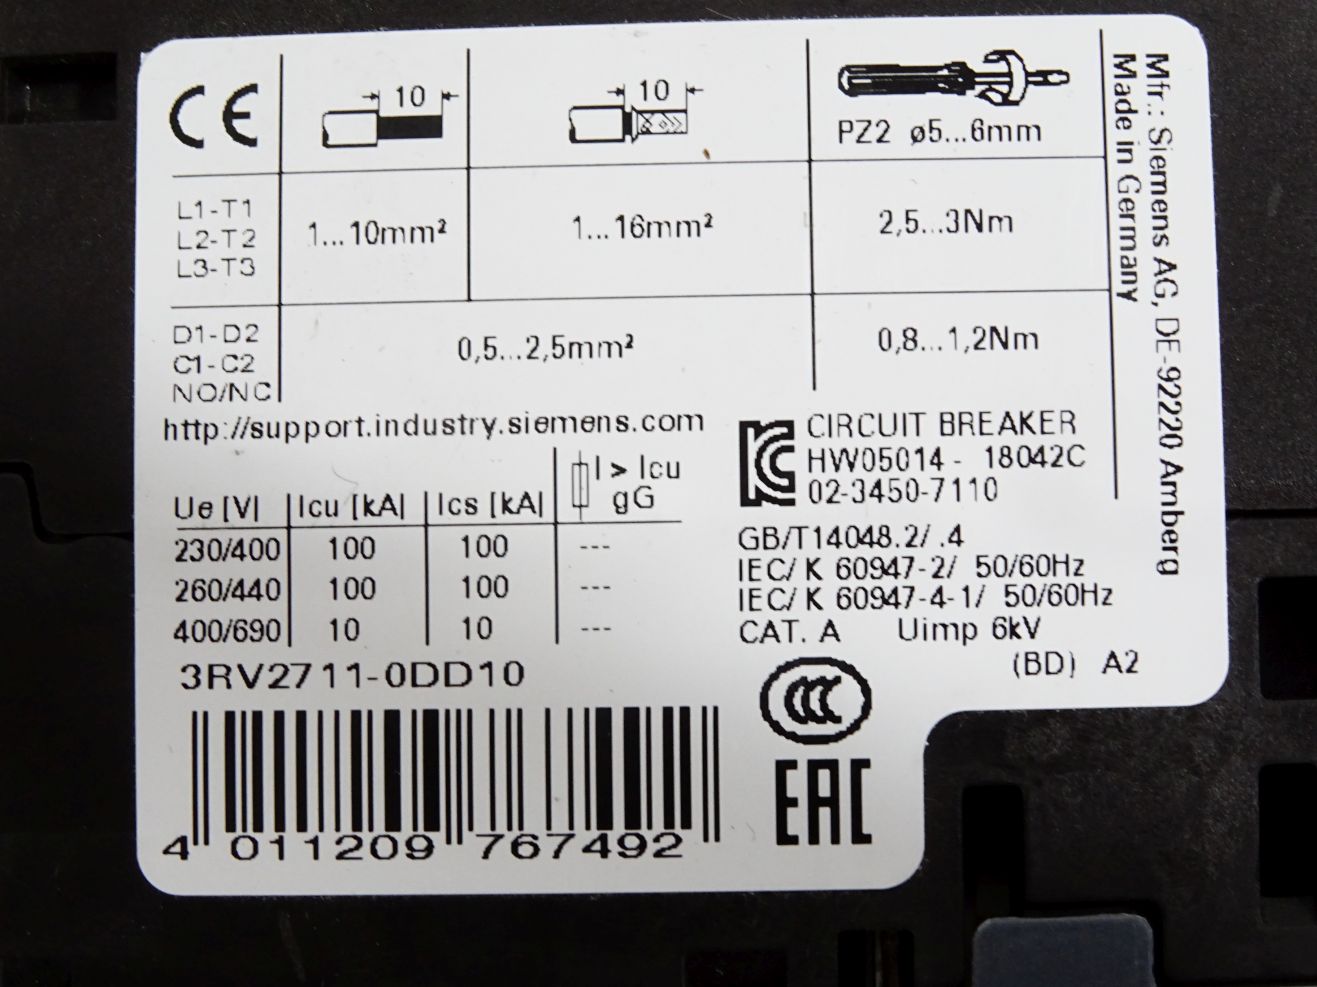 CE
10
10
PZ2 ø5...6mm
L1-T1
L2-T2
L3-T3
1...10mm²
1...16mm²
2,5...3Nm
D1-D2
C1-C2
NO/NC
0,5...2,5mm²
0,8...1,2Nm
Mfr.: Siemens AG, DE-92220 Amberg
Made in Germany
http://support.industry.siemens.com
Ue [V] Icu [kA] Ics [kA] I > Icu gG
230/400 100 100 ---
260/440 100 100 ---
400/690 10 10 ---
3RV2711-0DD10
4 011209 767492
KC
CIRCUIT BREAKER
HW05014- 18042C
02-3450-7110
GB/T14048.2/ .4
IEC/ K 60947-2/ 50/60Hz
IEC/ K 60947-4-1/ 50/60Hz
CAT. A Uimp 6kV
(BD) A2
CCC
EAC